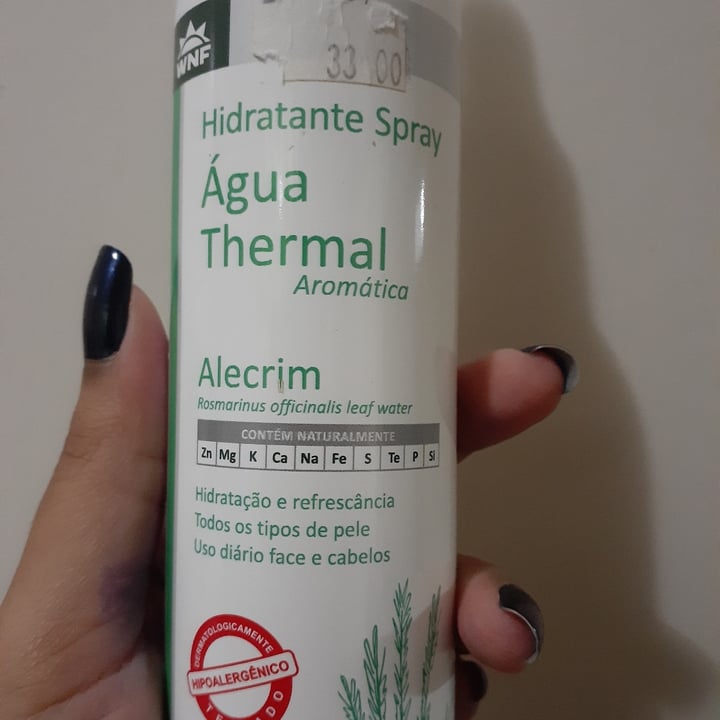 WNF
33 00
Hidratante Spray
Água
Thermal
Aromática
Alecrim
Rosmarinus officinalis leaf water
CONTÉM NATURALMENTE
Zn Mg K Ca Na Fe S Te P Si
Hidratação e refrescância
Todos os tipos de pele
Uso diário face e cabelos
DERMATOLOGICAMENTE
HIPOALERGÊNICO